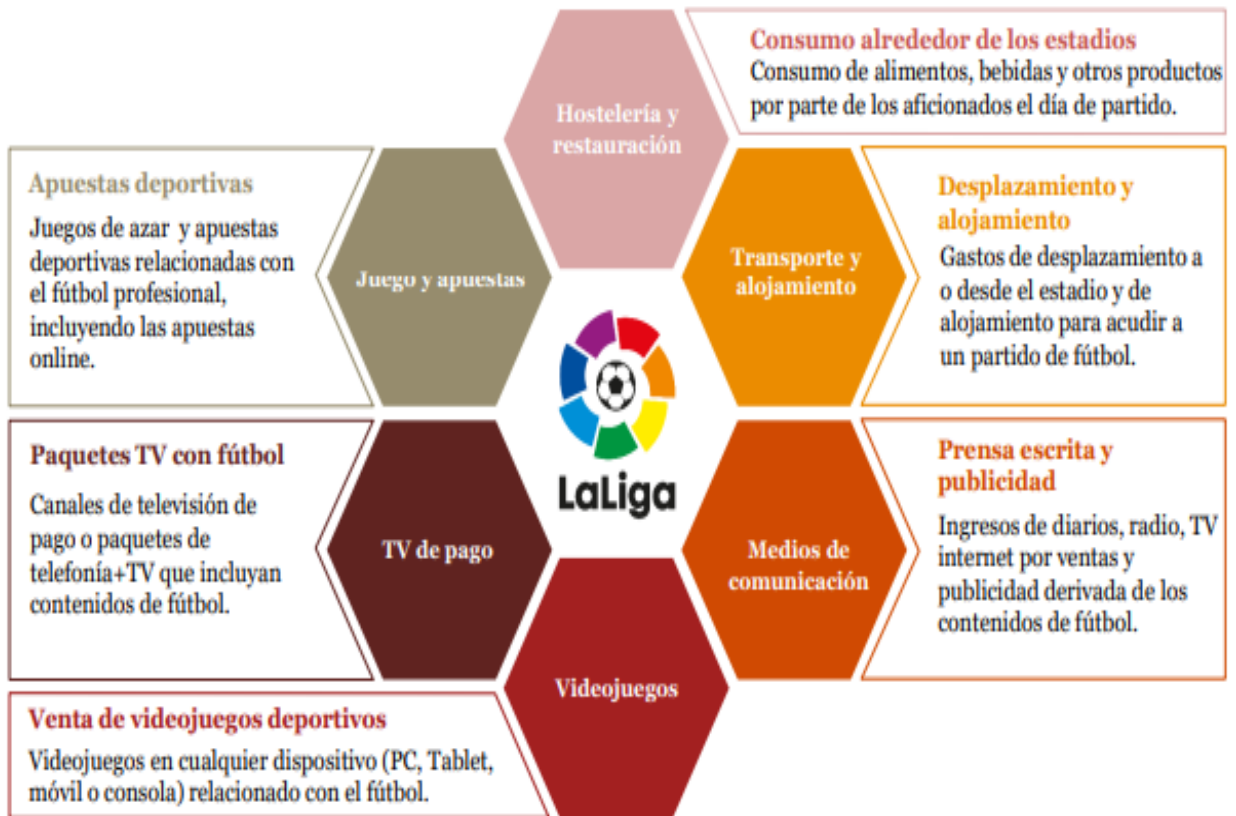 Hostelería y
restauración
Consumo alrededor de los estadios
Consumo de alimentos, bebidas y otros productos
por parte de los aficionados el día de partido.
Apuestas deportivas
Juegos de azar y apuestas
deportivas relacionadas con
el fútbol profesional,
incluyendo las apuestas
online.
Juego y apuestas
Transporte y
alojamiento
Desplazamiento y
alojamiento
Gastos de desplazamiento a
o desde el estadio y de
alojamiento para acudir a
un partido de fútbol.
LaLiga
Paquetes TV con fútbol
Canales de televisión de
pago o paquetes de
telefonía+TV que incluyan
contenidos de fútbol.
TV de pago
Medios de
comunicación
Prensa escrita y
publicidad
Ingresos de diarios, radio, TV
internet por ventas y
publicidad derivada de los
contenidos de fútbol.
Videojuegos
Venta de videojuegos deportivos
Videojuegos en cualquier dispositivo (PC, Tablet,
móvil o consola) relacionado con el fútbol.